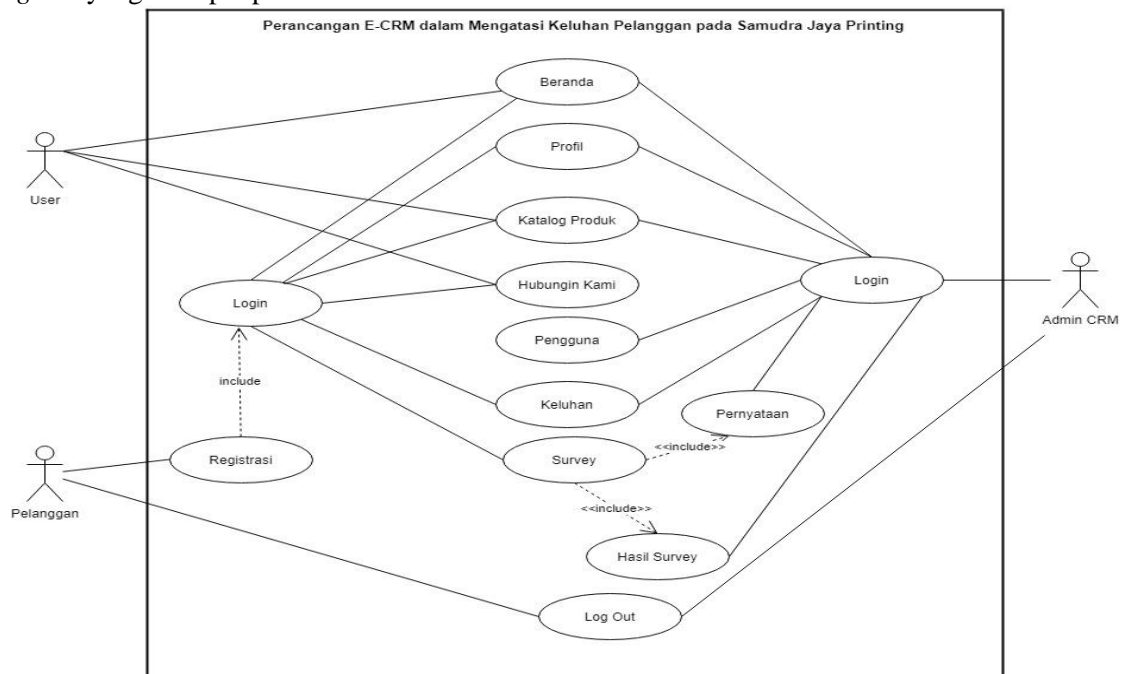 Perancangan E-CRM dalam Mengatasi Keluhan Pelanggan pada Samudra Jaya Printing
Beranda
Profil
User
Katalog Produk
Hubungin Kami
Login
Login
Admin CRM
Pengguna
include
Keluhan
Pernyataan
<<include>>
Registrasi
Survey
Pelanggan
<<include>>
Hasil Survey
Log Out